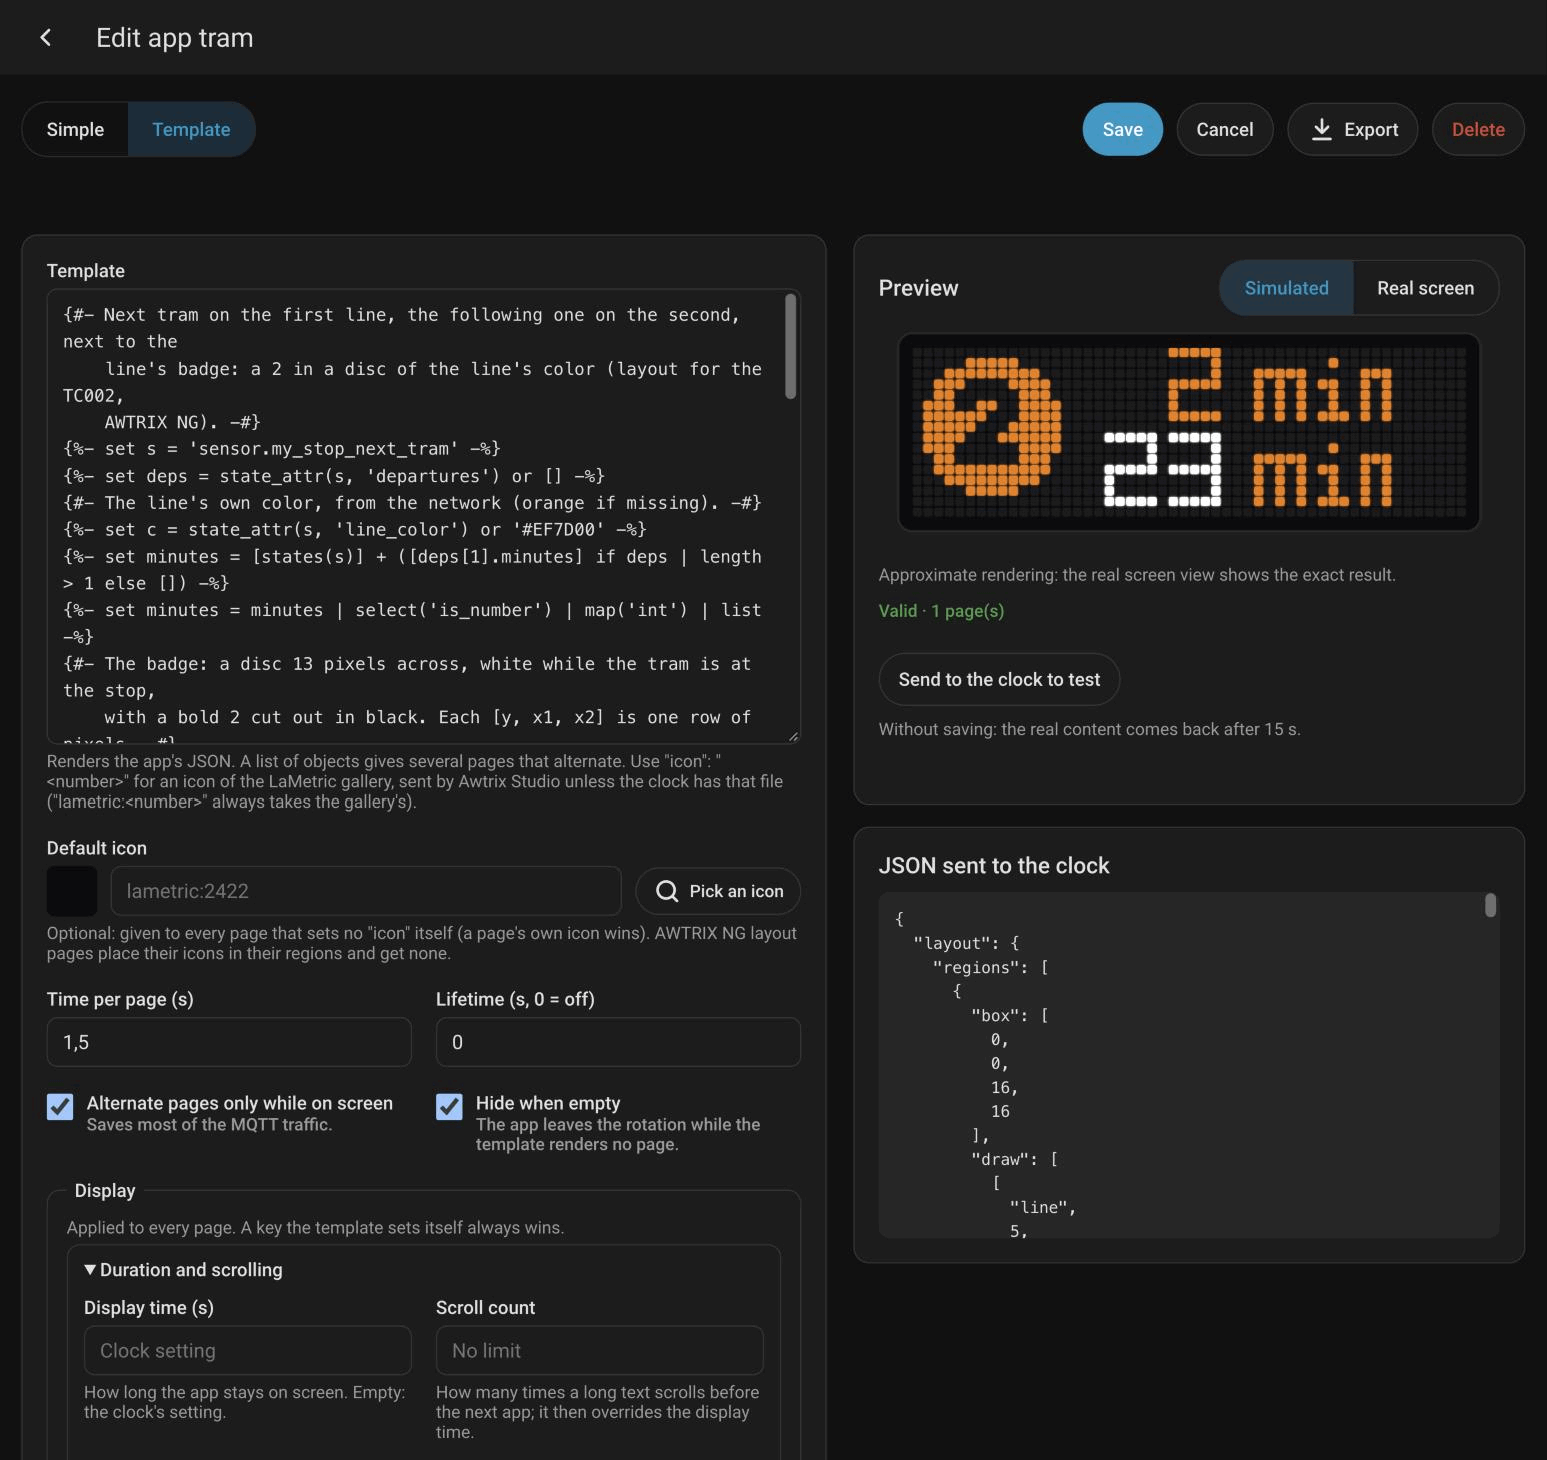 Edit app tram
Simple
Template
Save
Cancel
Export
Delete
Template
{#- Next tram on the first line, the following one on the second,
next to the
    line's badge: a 2 in a disc of the line's color (layout for the
TC002,
    AWTRIX NG). -#}
{%- set s = 'sensor.my_stop_next_tram' -%}
{%- set deps = state_attr(s, 'departures') or [] -%}
{#- The line's own color, from the network (orange if missing). -#}
{%- set c = state_attr(s, 'line_color') or '#EF7D00' -%}
{%- set minutes = [states(s)] + ([deps[1].minutes] if deps | length
> 1 else []) -%}
{%- set minutes = minutes | select('is_number') | map('int') | list
-%}
{#- The badge: a disc 13 pixels across, white while the tram is at
the stop,
    with a bold 2 cut out in black. Each [y, x1, x2] is one row of
pixels. -#}
Renders the app's JSON. A list of objects gives several pages that alternate. Use "icon": "
<number>" for an icon of the LaMetric gallery, sent by Awtrix Studio unless the clock has that file
("lametric:<number>" always takes the gallery's).
Default icon
lametric:2422
Pick an icon
Optional: given to every page that sets no "icon" itself (a page's own icon wins). AWTRIX NG layout
pages place their icons in their regions and get none.
Time per page (s)
1,5
Lifetime (s, 0 = off)
0
Alternate pages only while on screen
Saves most of the MQTT traffic.
Hide when empty
The app leaves the rotation while the
template renders no page.
Display
Applied to every page. A key the template sets itself always wins.
▼ Duration and scrolling
Display time (s)
Clock setting
How long the app stays on screen. Empty:
the clock's setting.
Scroll count
No limit
How many times a long text scrolls before
the next app; it then overrides the display
time.
Preview
Simulated
Real screen
2
2 min
23 min
Approximate rendering: the real screen view shows the exact result.
Valid · 1 page(s)
Send to the clock to test
Without saving: the real content comes back after 15 s.
JSON sent to the clock
{
  "layout": {
    "regions": [
      {
        "box": [
          0,
          0,
          16,
          16
        ],
        "draw": [
          [
            "line",
            5,